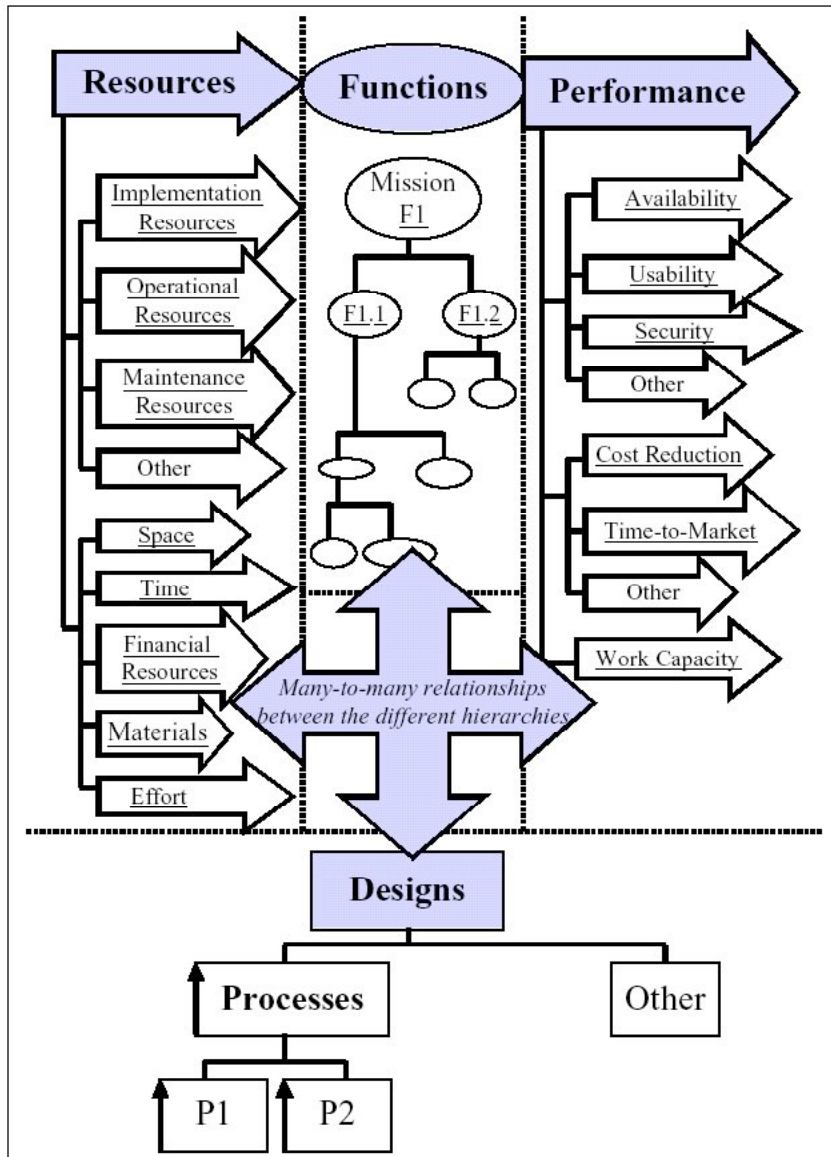 Resources
Functions
Performance
Implementation
Resources
Operational
Resources
Maintenance
Resources
Other
Space
Time
Financial
Resources
Materials
Effort
Mission
F1
F1.1
F1.2
Availability
Usability
Security
Other
Cost Reduction
Time-to-Market
Other
Work Capacity
Many-to-many relationships
between the different hierarchies
Designs
Processes
Other
P1
P2